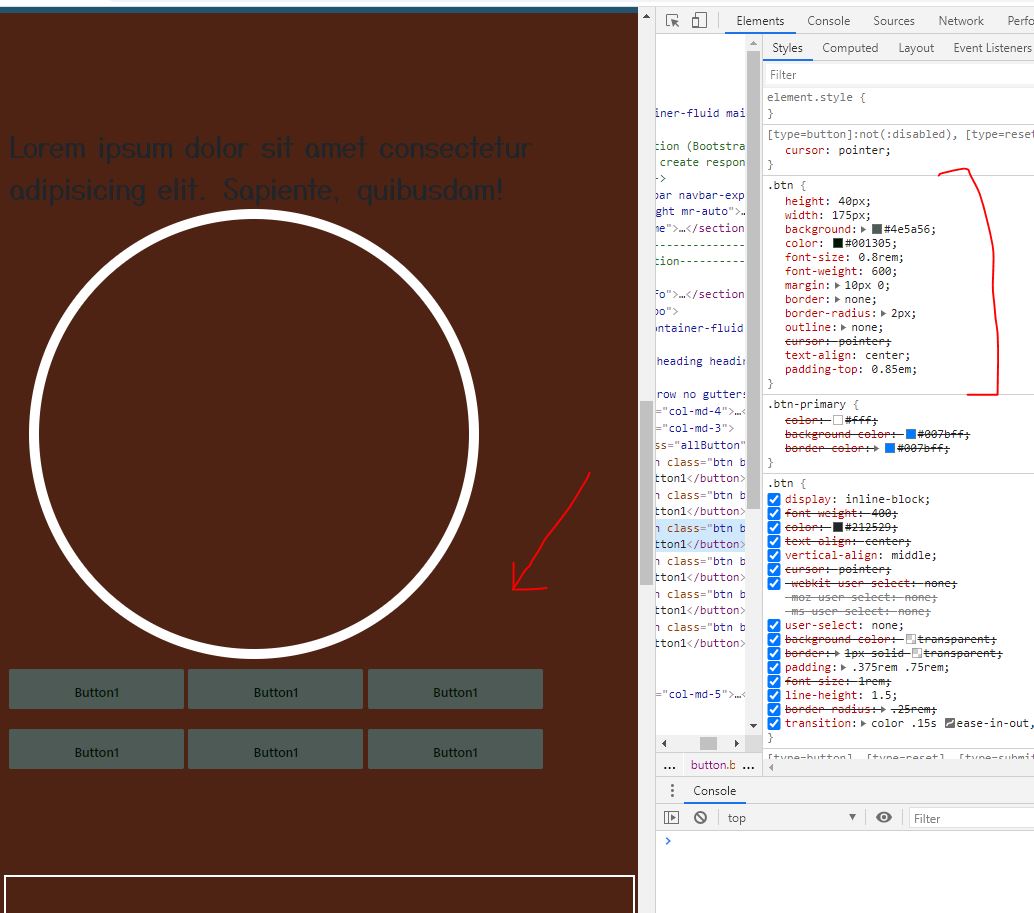 Lorem ipsum dolor sit amet consectetur
adipisicing elit. Sapiente, quibusdam!
Button1 Button1 Button1
Button1 Button1 Button1
Elements Console Sources Network Perfo
iner-fluid mai
tion (Bootstra
create respon
-->
bar navbar-exp
ght mr-auto">…
me">…</section
---------------
tion----------
fo">…</section
oo">
ontainer-fluid
heading headin
row no gutters
="col-md-4">…<
="col-md-3">
ss="allButton"
n class="btn b
tton1</button>
n class="btn b
tton1</button>
n class="btn b
tton1</button>
n class="btn b
tton1</button>
n class="btn b
tton1</button>
n class="btn b
tton1</button>
="col-md-5">…<
... button.b ...
Styles Computed Layout Event Listeners
Filter
element.style {
}
[type=button]:not(:disabled), [type=reset
cursor: pointer;
}
.btn {
height: 40px;
width: 175px;
background: #4e5a56;
color: #001305;
font-size: 0.8rem;
font-weight: 600;
margin: 10px 0;
border: none;
border-radius: 2px;
outline: none;
cursor: pointer;
text-align: center;
padding-top: 0.85em;
}
.btn-primary {
color: #fff;
background-color: #007bff;
border-color: #007bff;
}
.btn {
display: inline-block;
font-weight: 400;
color: #212529;
text-align: center;
vertical-align: middle;
cursor: pointer;
-webkit-user-select: none;
-moz-user-select: none;
-ms-user-select: none;
user-select: none;
background-color: transparent;
border: 1px solid transparent;
padding: .375rem .75rem;
font-size: 1rem;
line-height: 1.5;
border-radius: .25rem;
transition: color .15s ease-in-out,
}
[type=button], [type=reset], [type=submit
Console
top Filter